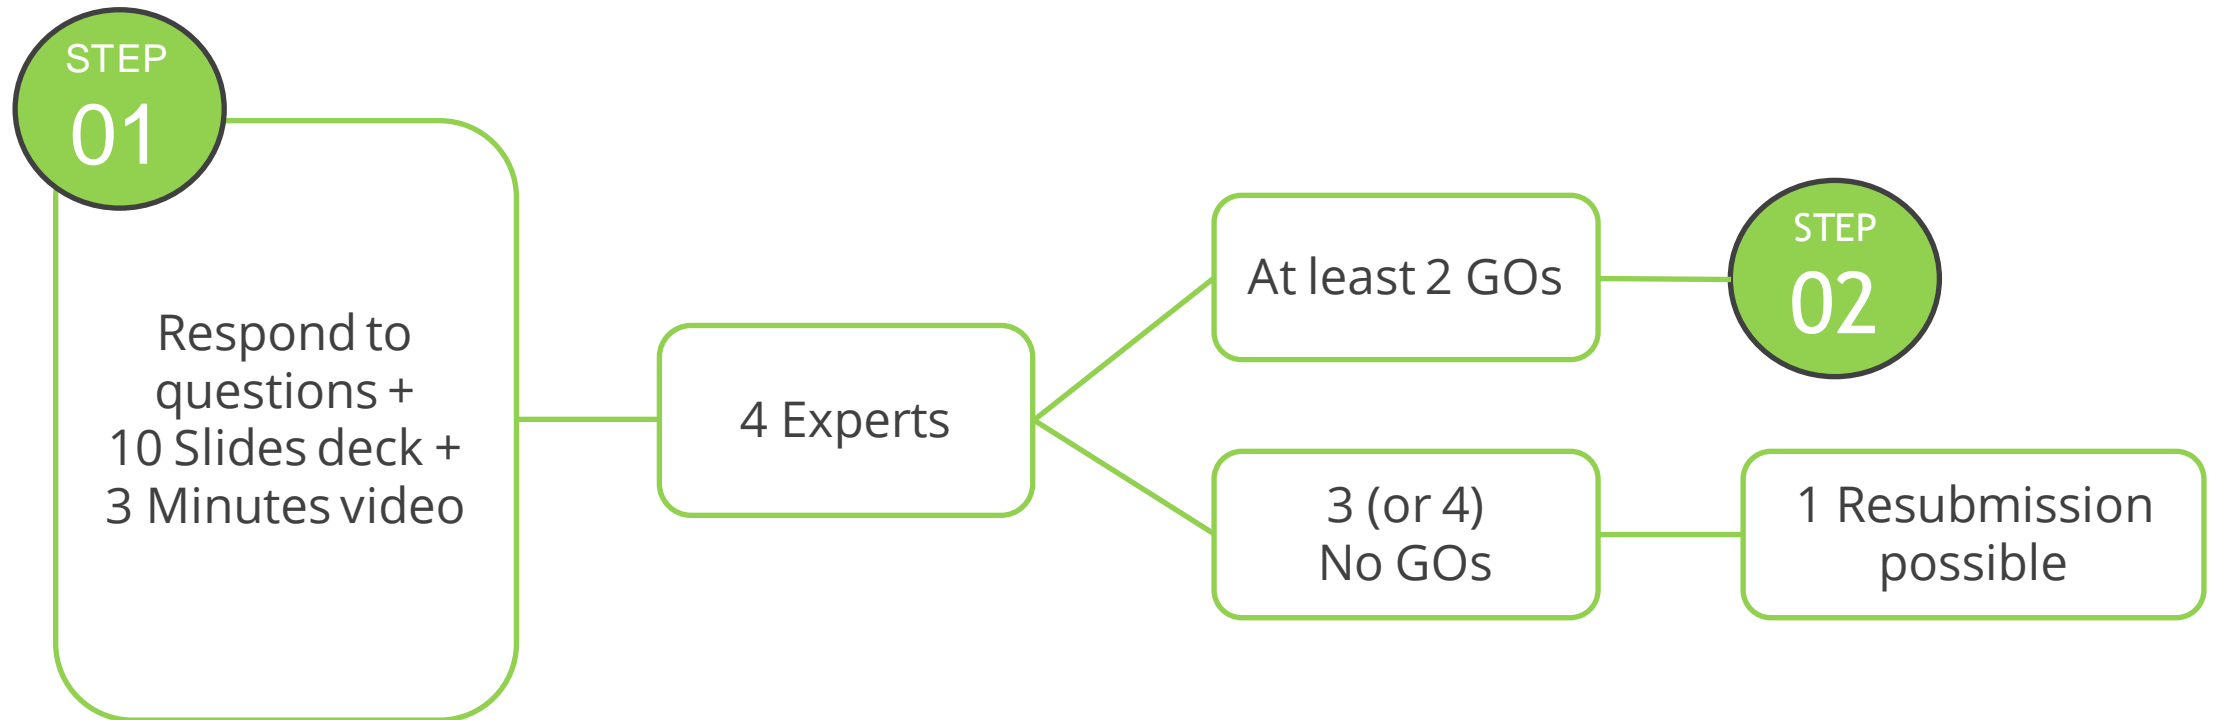 STEP
01
Respond to
questions +
10 Slides deck +
3 Minutes video
4 Experts
At least 2 GOs
STEP
02
3 (or 4)
No GOs
1 Resubmission
possible